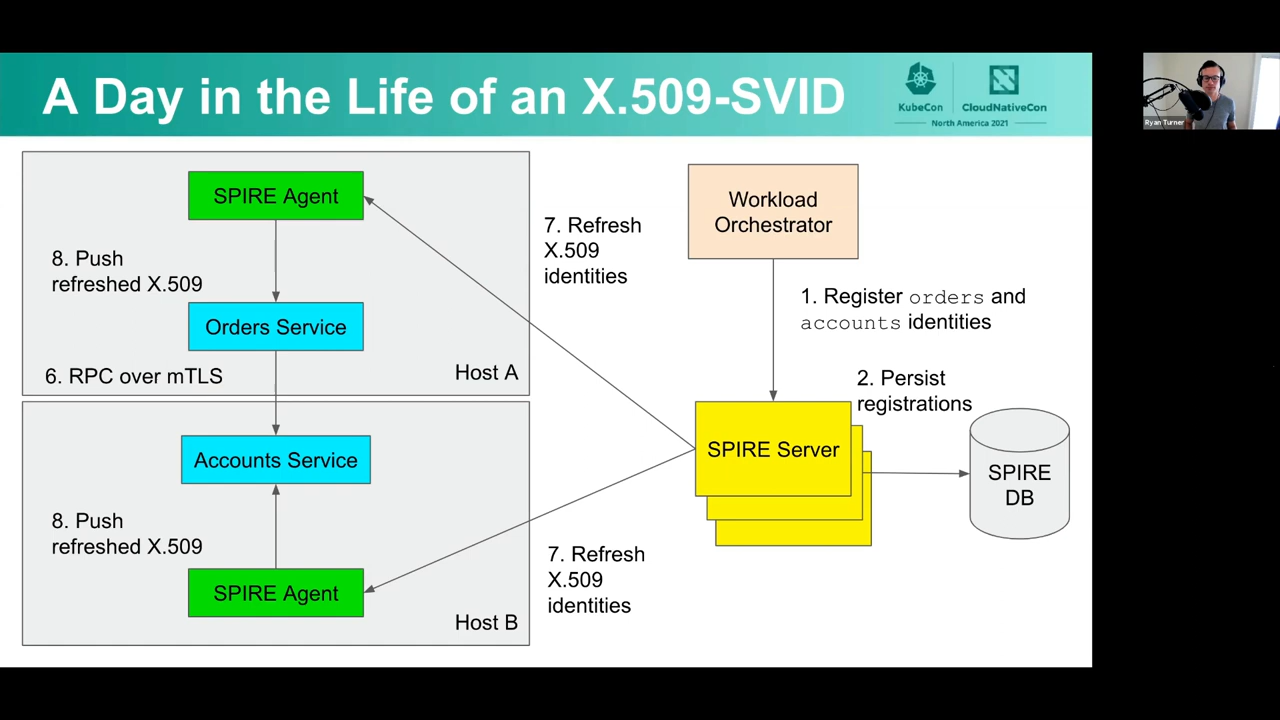 A Day in the Life of an X.509-SVID
KubeCon
CloudNativeCon
North America 2021
Ryan Turner
SPIRE Agent
8. Push
refreshed X.509
Orders Service
6. RPC over mTLS
Host A
Accounts Service
8. Push
refreshed X.509
SPIRE Agent
Host B
7. Refresh
X.509
identities
7. Refresh
X.509
identities
Workload
Orchestrator
1. Register orders and
accounts identities
2. Persist
registrations
SPIRE Server
SPIRE
DB